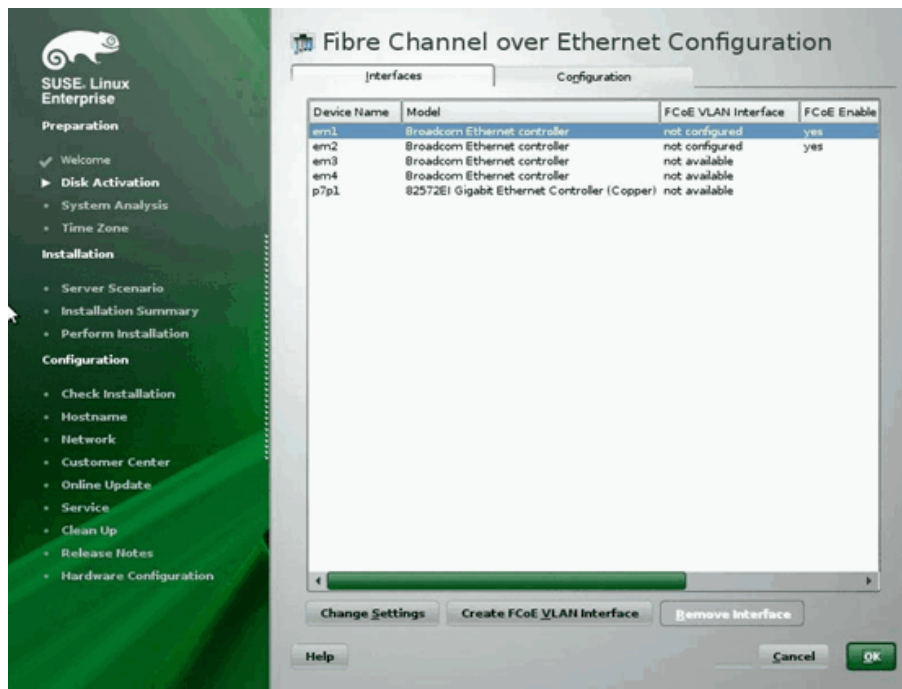 SUSE. Linux
Enterprise
Preparation
Welcome
Disk Activation
System Analysis
Time Zone
Installation
Server Scenario
Installation Summary
Perform Installation
Configuration
Check Installation
Hostname
Network
Customer Center
Online Update
Service
Clean Up
Release Notes
Hardware Configuration
Fibre Channel over Ethernet Configuration
Interfaces Configuration
Device Name Model FCoE VLAN Interface FCoE Enable
em1 Broadcom Ethernet controller not configured yes
em2 Broadcom Ethernet controller not configured yes
em3 Broadcom Ethernet controller not available
em4 Broadcom Ethernet controller not available
p7p1 82572EI Gigabit Ethernet Controller (Copper) not available
Change Settings Create FCoE VLAN Interface Remove Interface
Help Cancel OK